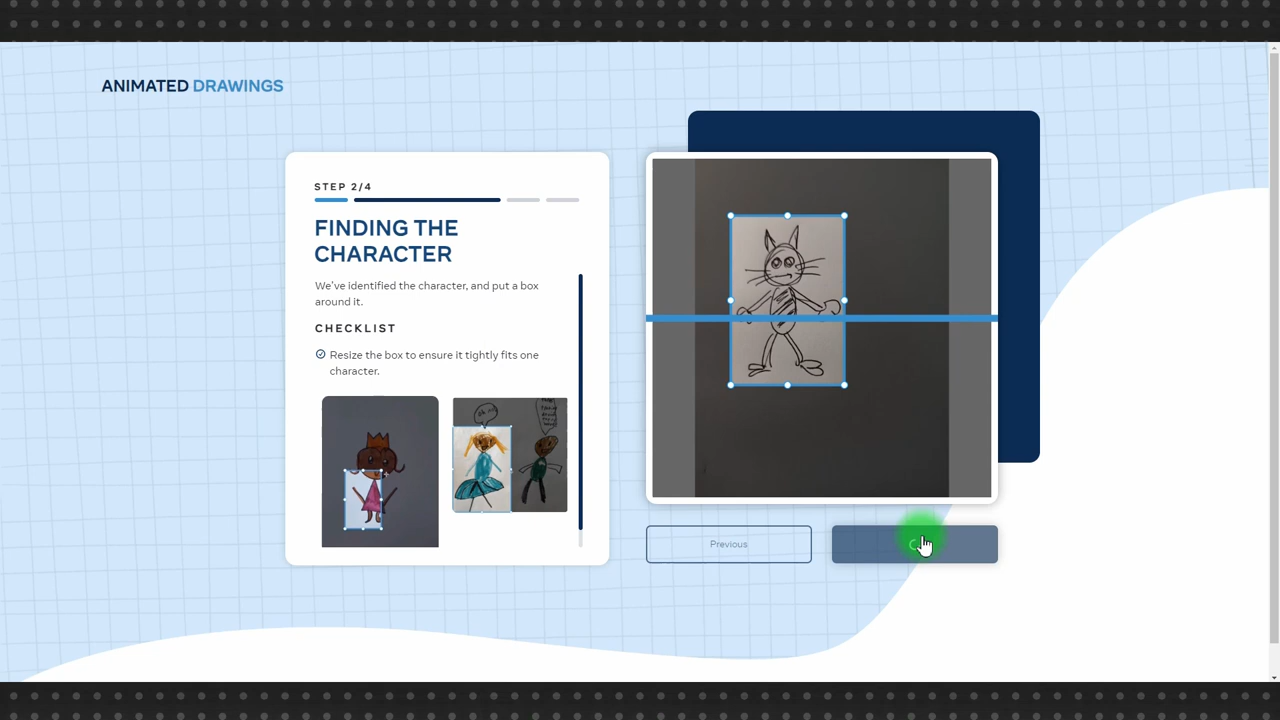 ANIMATED DRAWINGS
STEP 2/4
FINDING THE
CHARACTER
We've identified the character, and put a box
around it.
CHECKLIST
Resize the box to ensure it tightly fits one
character.
Previous